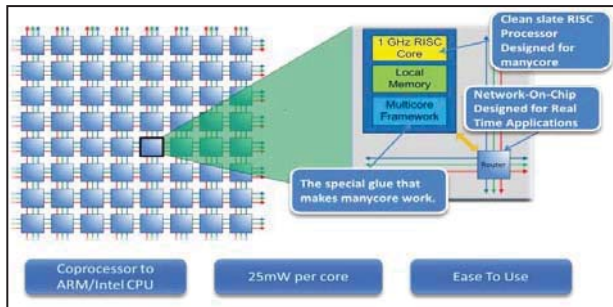 1 GHz RISC
Core
Local
Memory
Multicore
Framework
Router
Clean slate RISC
Processor
Designed for
manycore
Network-On-Chip
Designed for Real
Time Applications
The special glue that
makes manycore work.
Coprocessor to
ARM/Intel CPU
25mW per core
Ease To Use